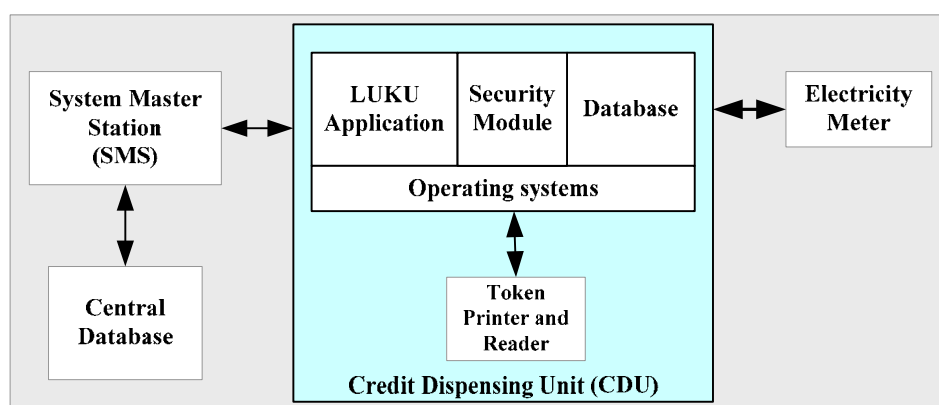 System Master
Station
(SMS)
Central
Database
LUKU
Application
Security
Module
Database
Operating systems
Token
Printer and
Reader
Credit Dispensing Unit (CDU)
Electricity
Meter